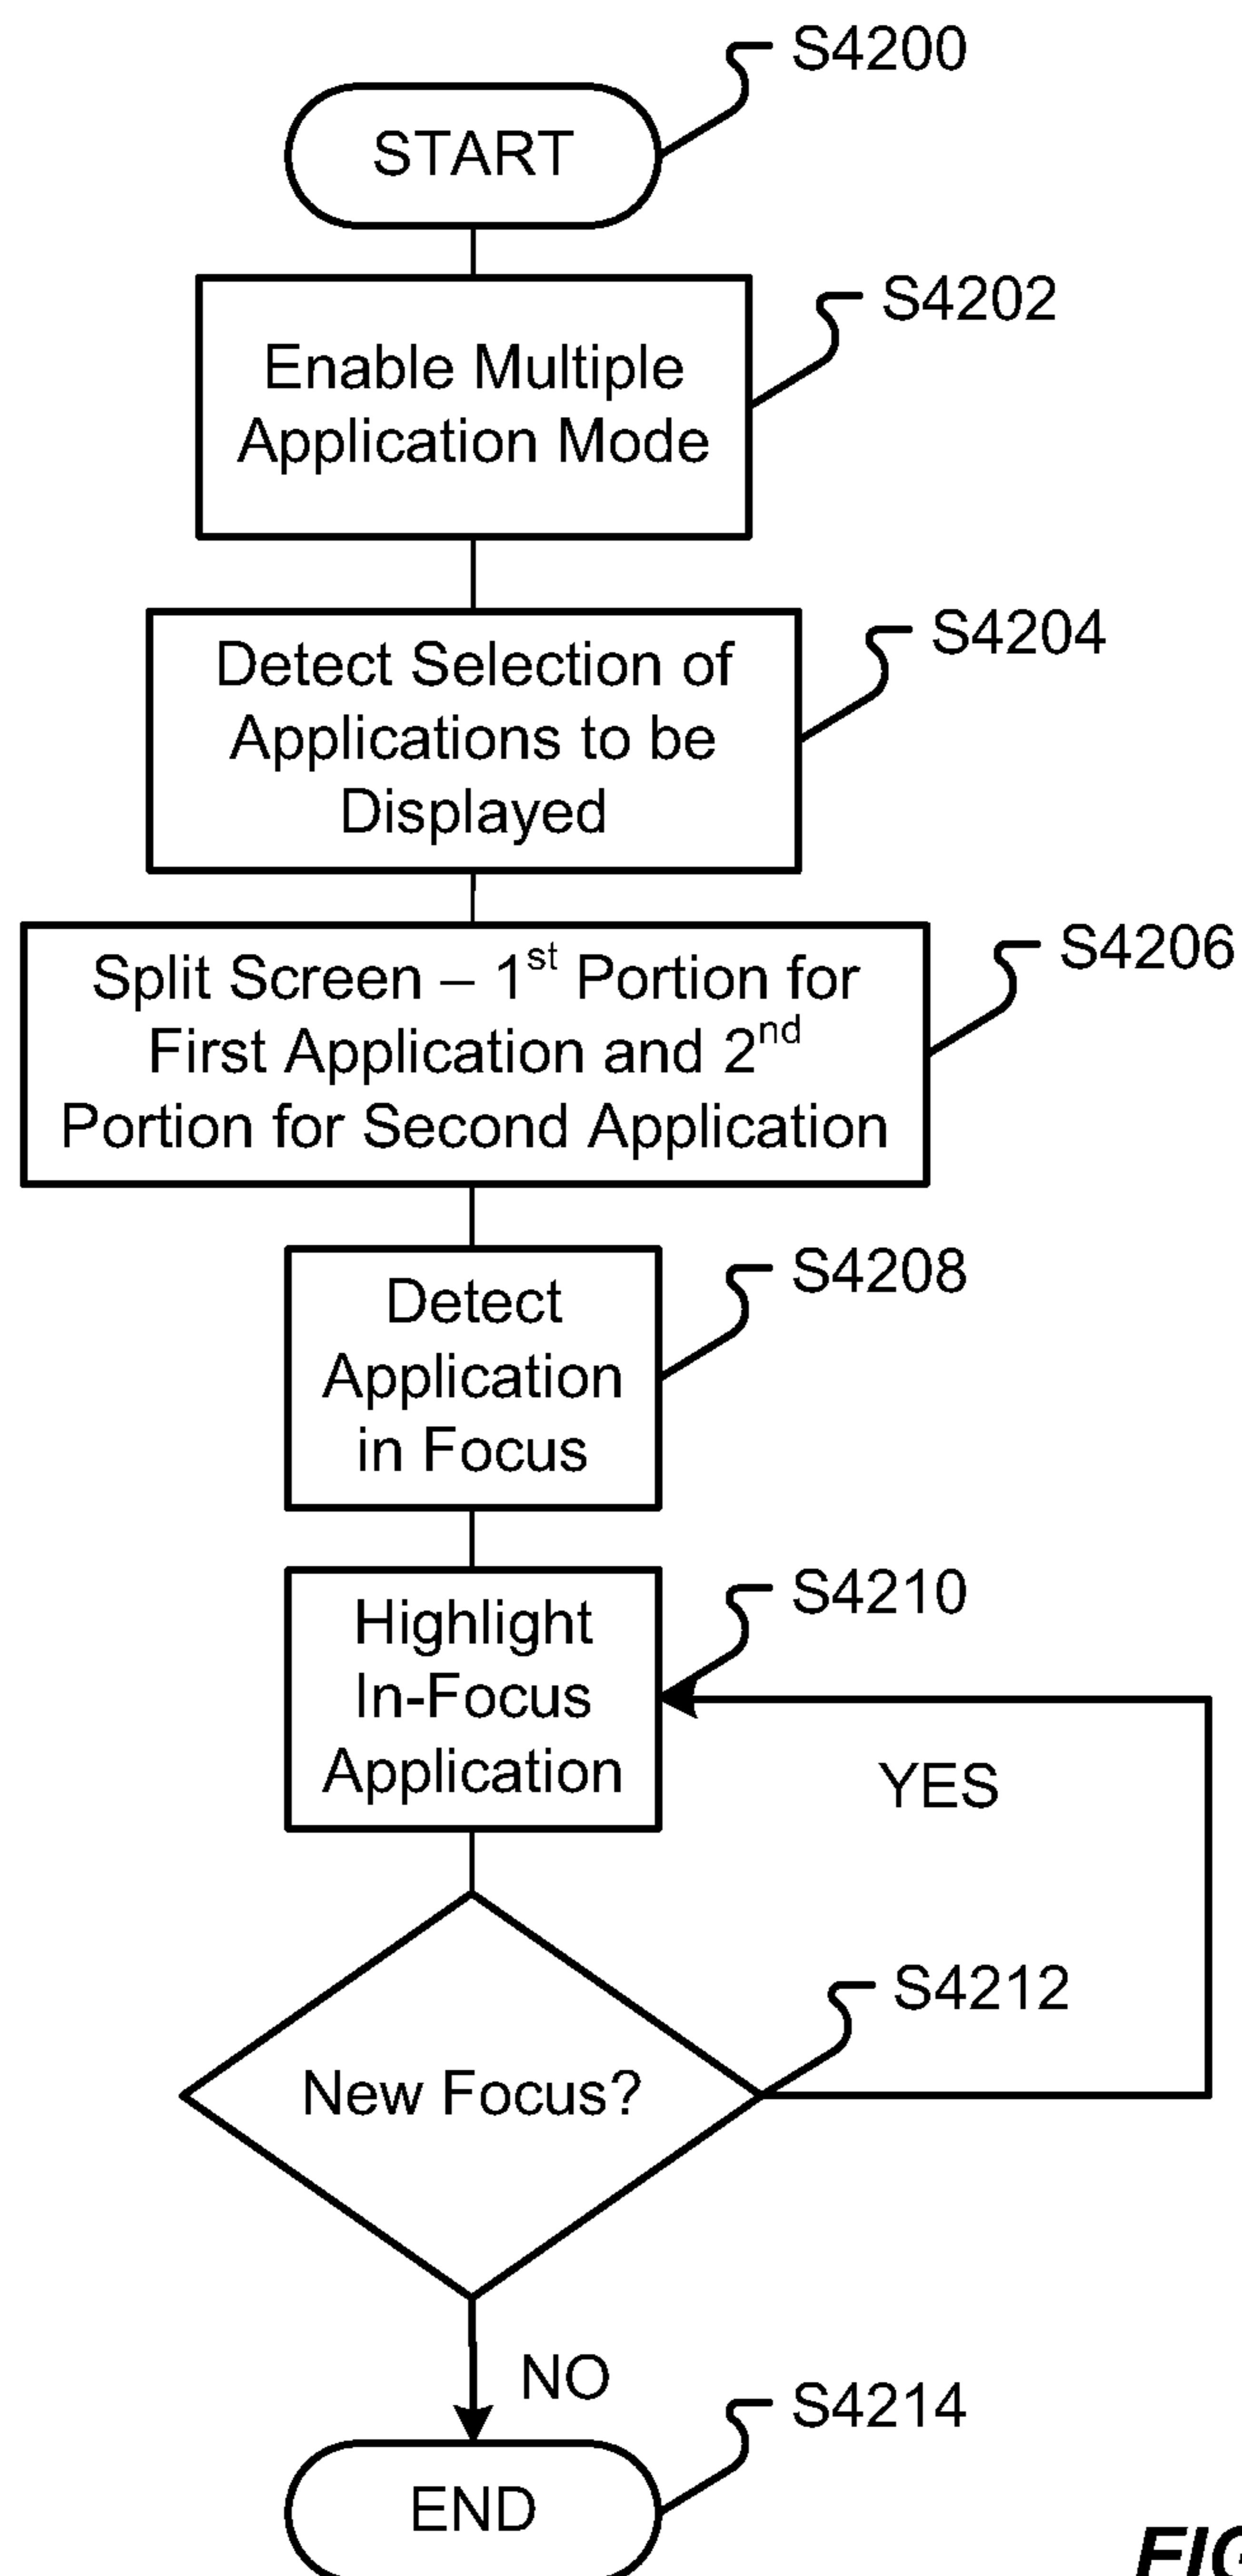 S4200
START
S4202
Enable Multiple
Application Mode
S4204
Detect Selection of
Applications to be
Displayed
S4206
Split Screen – 1st Portion for
First Application and 2nd
Portion for Second Application
S4208
Detect
Application
in Focus
S4210
Highlight
In-Focus
Application
YES
S4212
New Focus?
NO
S4214
END